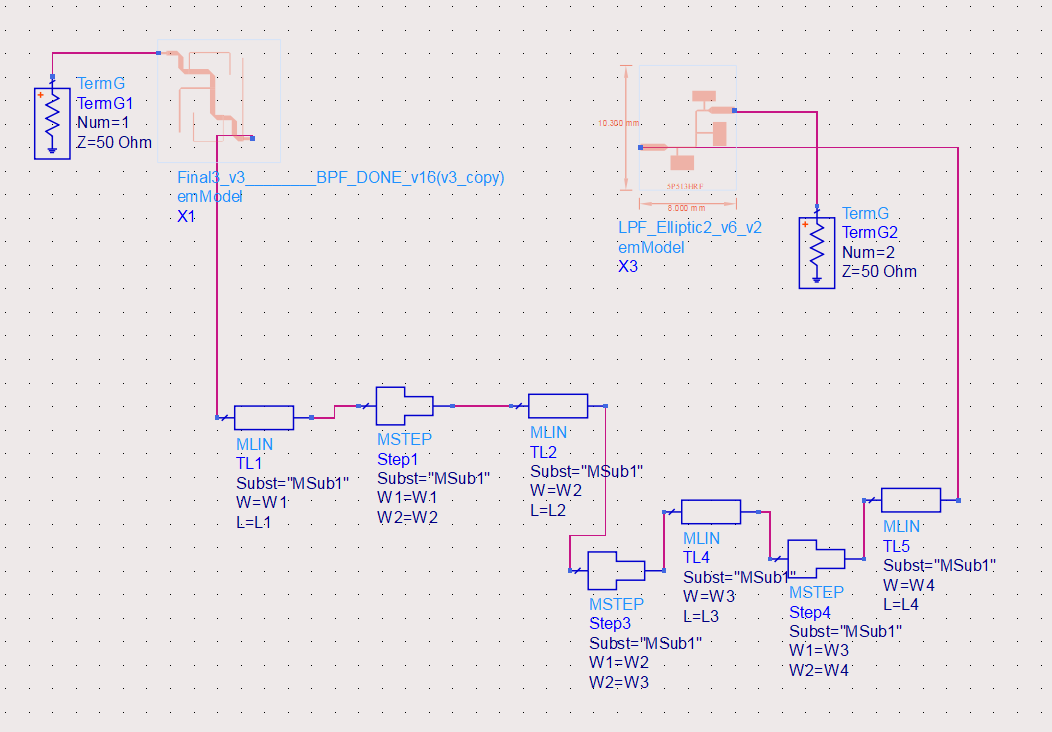 TermG
TermG1
Num=1
Z=50 Ohm
Final3_v3________BPF_DONE_v16(v3_copy)
emModel
X1
10.300 mm
8.000 mm
LPF_Elliptic2_v6_v2
emModel
X3
TermG
TermG2
Num=2
Z=50 Ohm
MLIN
TL1
Subst="MSub1"
W=W1
L=L1
MSTEP
Step1
Subst="MSub1"
W1=W1
W2=W2
MLIN
TL2
Subst="MSub1"
W=W2
L=L2
MSTEP
Step3
Subst="MSub1"
W1=W2
W2=W3
MLIN
TL4
Subst="MSub1"
W=W3
L=L3
MSTEP
Step4
Subst="MSub1"
W1=W3
W2=W4
MLIN
TL5
Subst="MSub1"
W=W4
L=L4